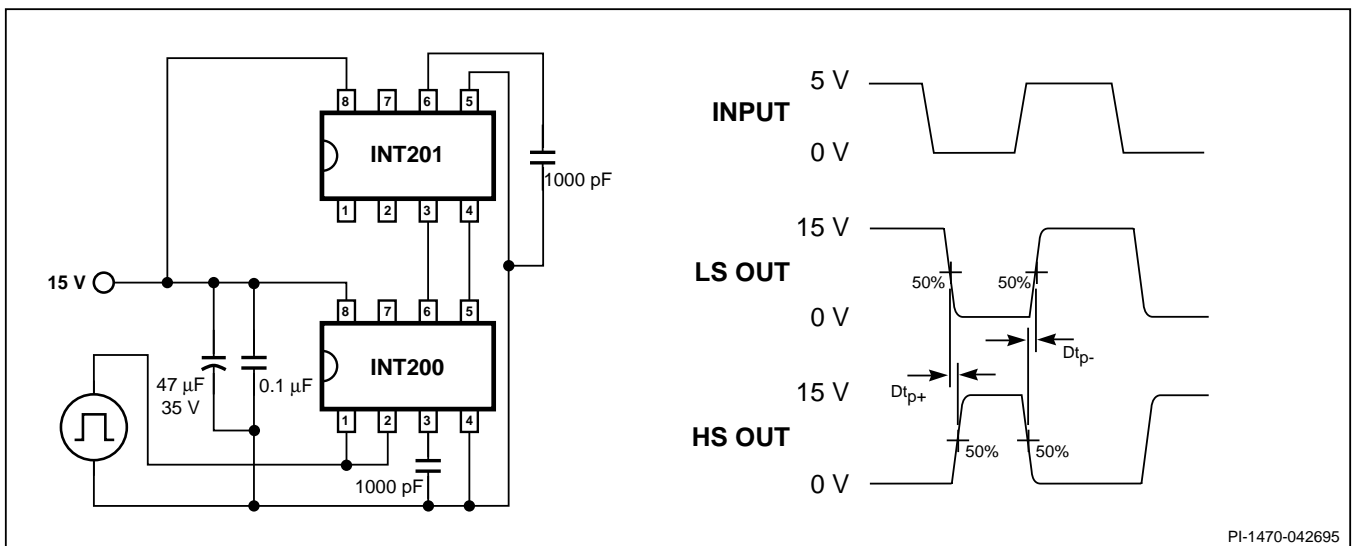 8 7 6 5
INT201
1 2 3 4
1000 pF
15 V
8 7 6 5
INT200
1 2 3 4
47 μF
35 V
0.1 μF
1000 pF
INPUT
5 V
0 V
LS OUT
15 V
0 V
50% 50%
Dtp-
Dtp+
HS OUT
15 V
0 V
50% 50%
PI-1470-042695